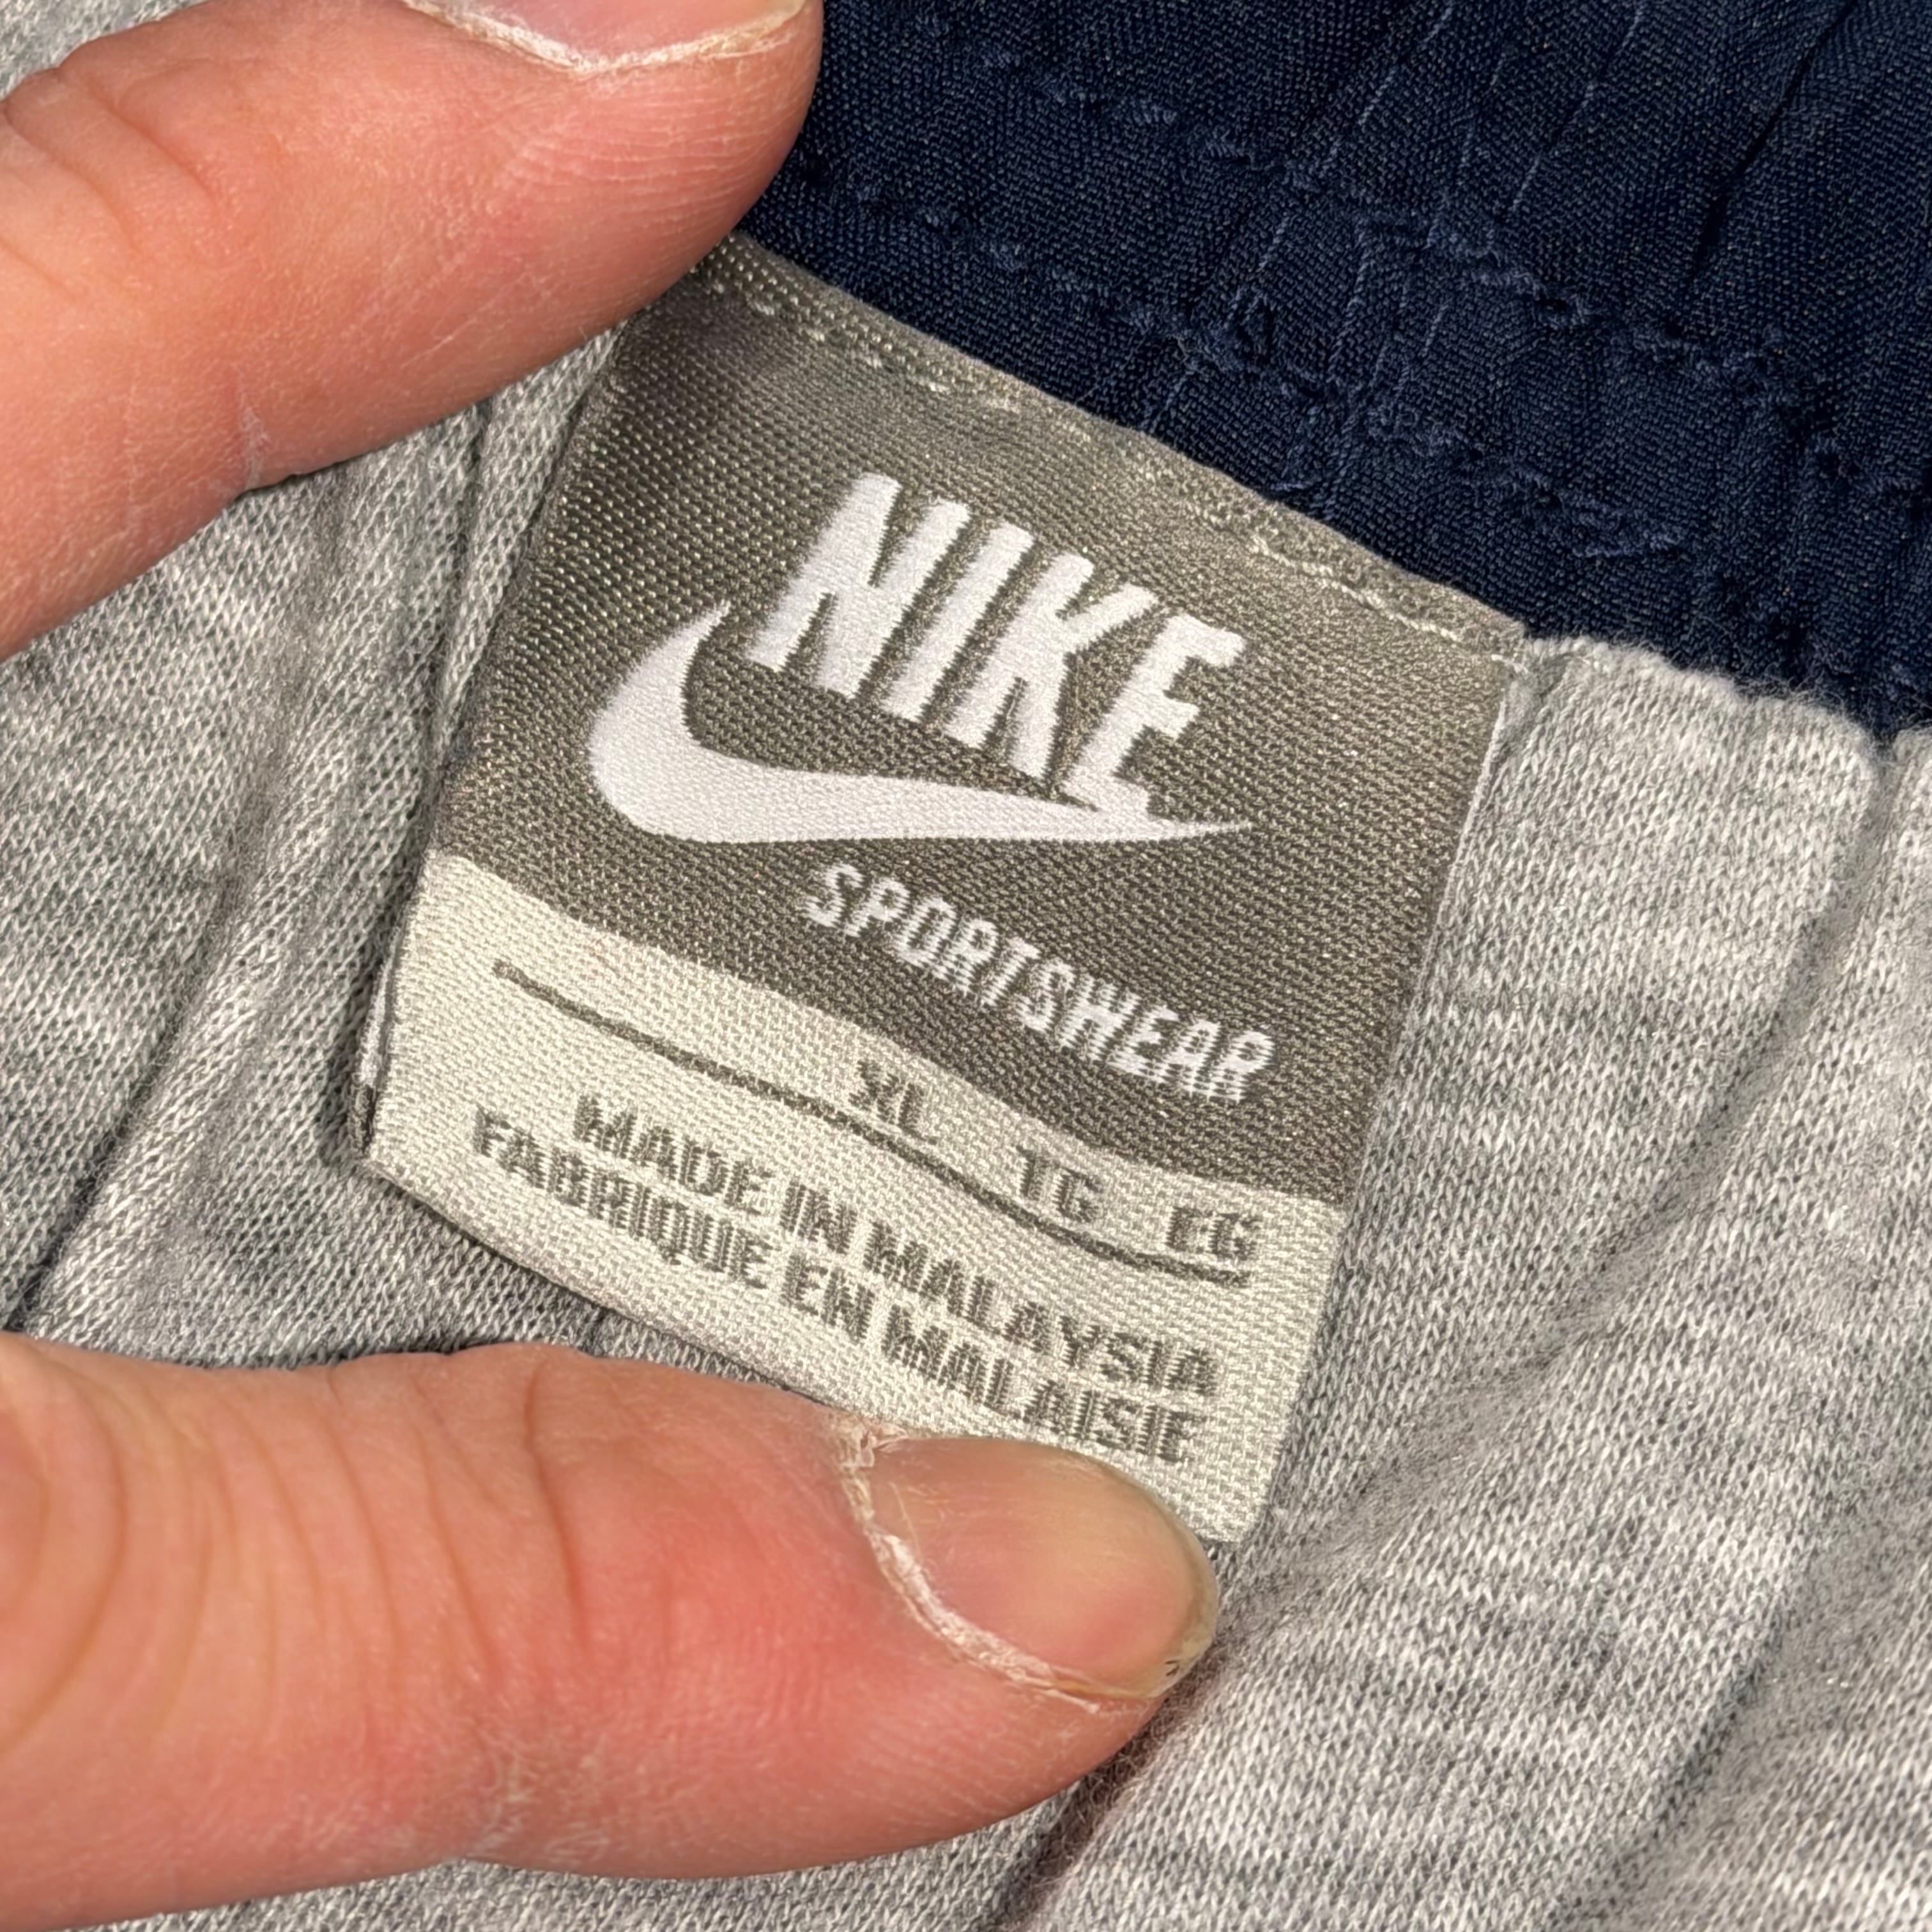 NIKE
SPORTSWEAR
XL TG EG
MADE IN MALAYSIA
FABRIQUE EN MALAISIE